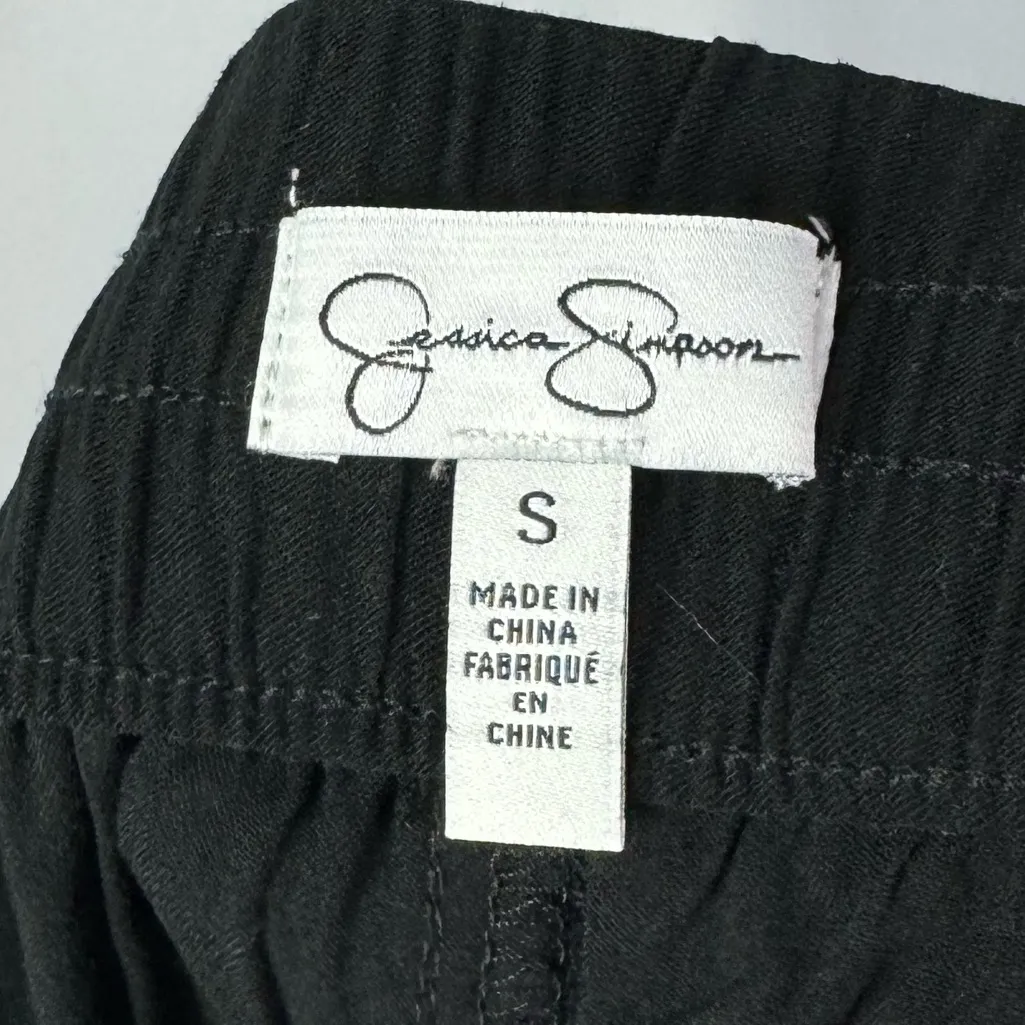 Jessica Simpson
S
MADE IN
CHINA
FABRIQUÉ
EN
CHINE